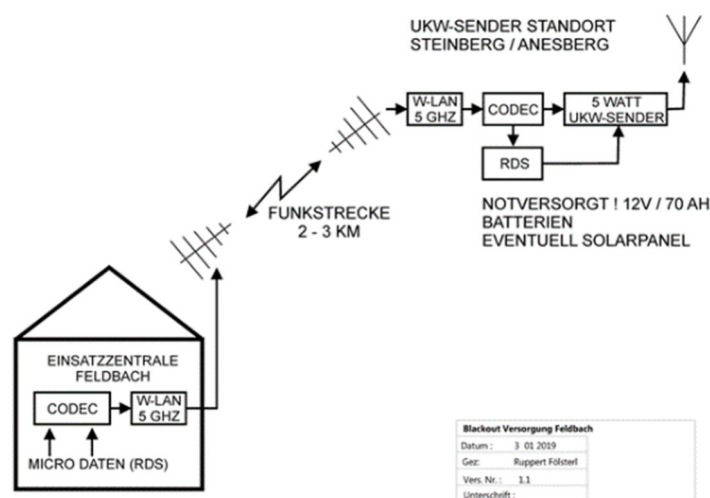 UKW-SENDER STANDORT
STEINBERG / ANESBERG
W-LAN
5 GHZ
CODEC
5 WATT
UKW-SENDER
RDS
NOTVERSORGT ! 12V / 70 AH
BATTERIEN
EVENTUELL SOLARPANEL
FUNKSTRECKE
2 - 3 KM
EINSATZZENTRALE
FELDBACH
CODEC
W-LAN
5 GHZ
MICRO DATEN (RDS)
Blackout Versorgung Feldbach
Datum : 3 01 2019
Gez: Ruppert Fölsterl
Vers. Nr. : 1.1
Unterschrift :